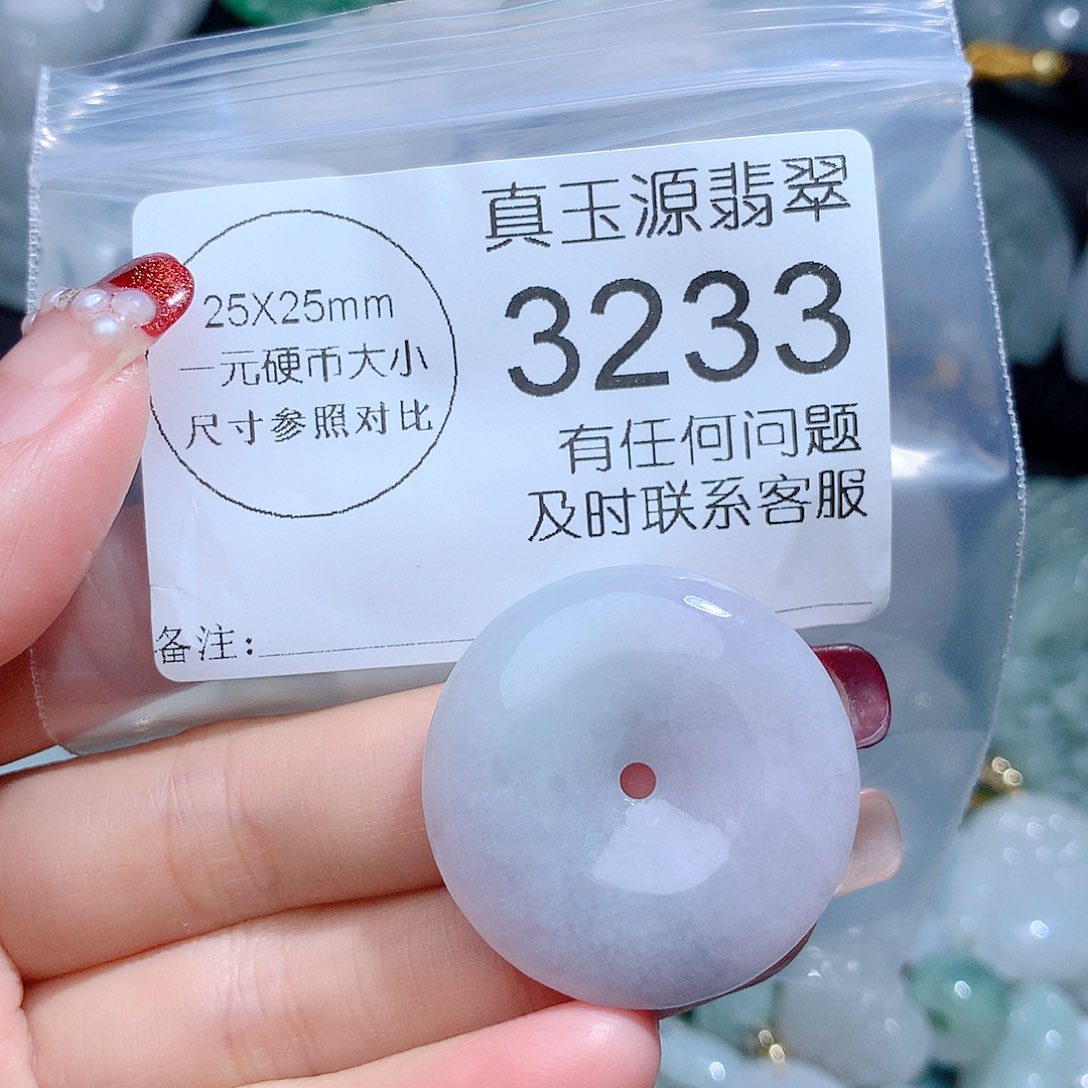 真玉源翡翠
3233
25X25mm
一元硬币大小
尺寸参照对比
有任何问题
及时联系客服
备注: